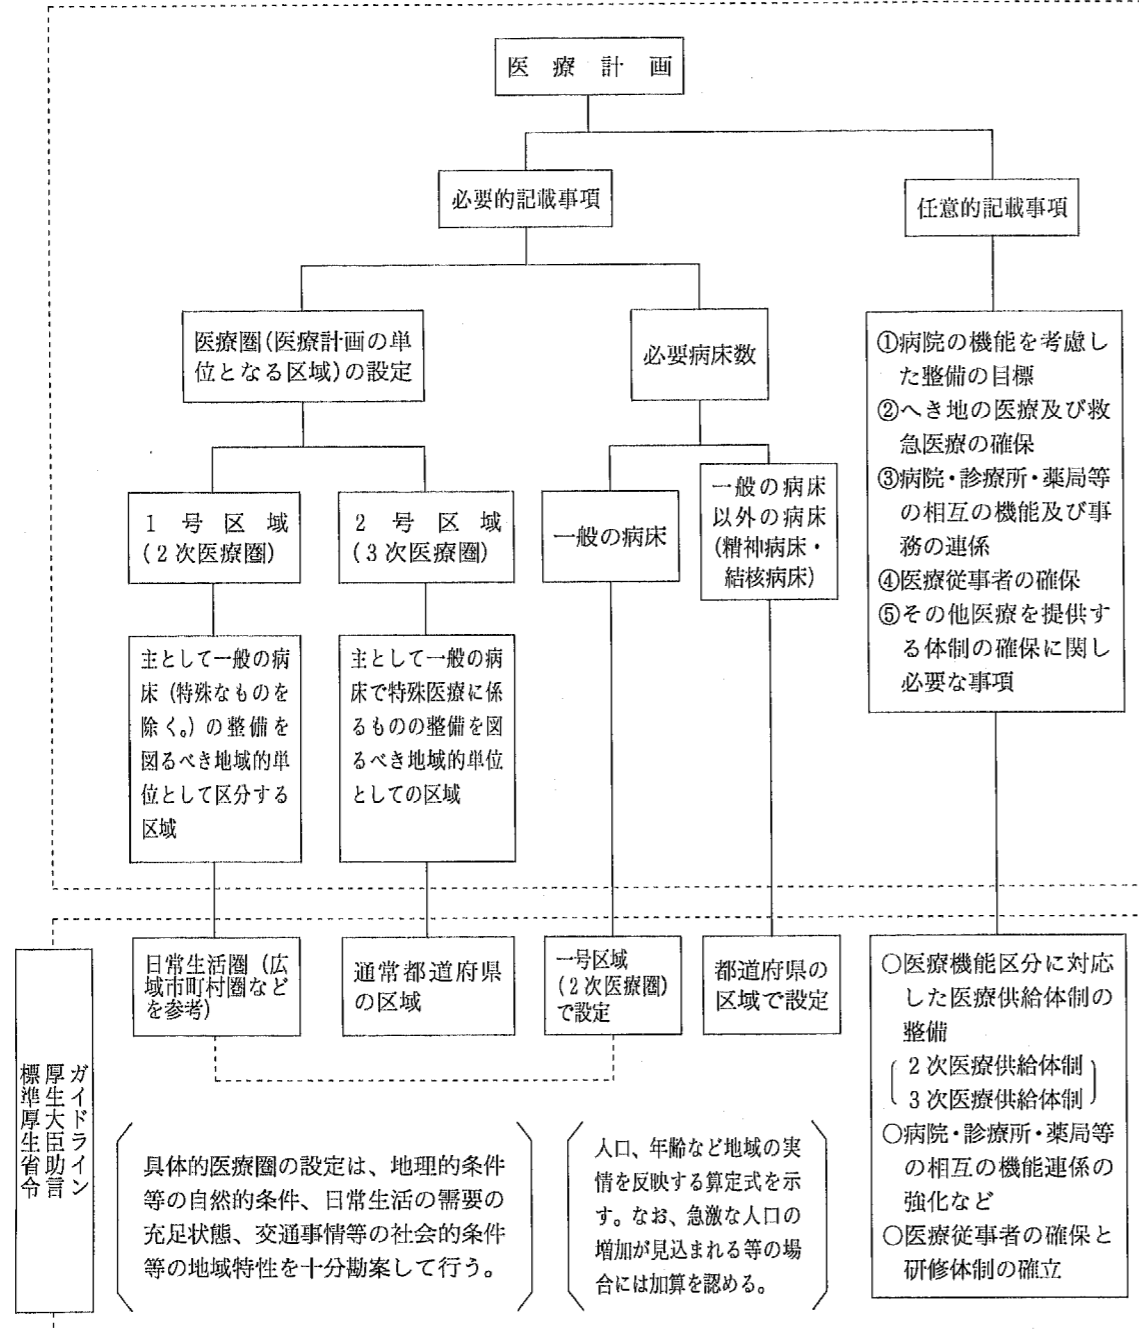 医療計画
必要的記載事項
任意的記載事項
医療圏(医療計画の単
位となる区域)の設定
必要病床数
①病院の機能を考慮し
た整備の目標
②へき地の医療及び救
急医療の確保
③病院・診療所・薬局等
の相互の機能及び事
務の連係
④医療従事者の確保
⑤その他医療を提供す
る体制の確保に関し
必要な事項
1号区域
(2次医療圏)
2号区域
(3次医療圏)
一般の病床
一般の病床
以外の病床
(精神病床・
結核病床)
主として一般の病
床(特殊なものを
除く。)の整備を
図るべき地域的単
位として区分する
区域
主として一般の病
床で特殊医療に係
るものの整備を図
るべき地域的単位
としての区域
ガイドライン
厚生大臣助言
標準厚生省令
日常生活圏(広
域市町村圏などを
参考)
通常都道府県
の区域
一号区域
(2次医療圏)
で設定
都道府県の
区域で設定
○医療機能区分に対応
した医療供給体制の
整備
2次医療供給体制
3次医療供給体制
○病院・診療所・薬局等
の相互の機能連係の
強化など
○医療従事者の確保と
研修体制の確立
具体的医療圏の設定は、地理的条件
等の自然的条件、日常生活の需要の
充足状態、交通事情等の社会的条件
等の地域特性を十分勘案して行う。
人口、年齢など地域の実
情を反映する算定式を示
す。なお、急激な人口の
増加が見込まれる等の場
合には加算を認める。